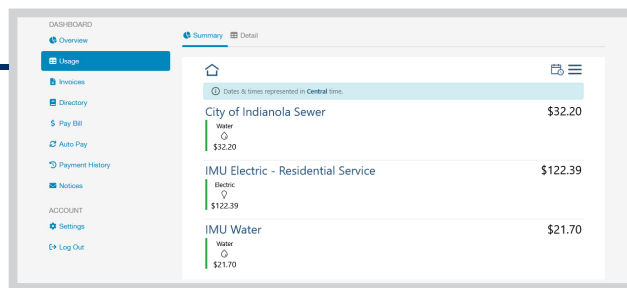 DASHBOARD
Overview
Usage
Invoices
Directory
Pay Bill
Auto Pay
Payment History
Notices
ACCOUNT
Settings
Log Out
Summary Detail
Dates & times represented in Central time.
City of Indianola Sewer $32.20
Water
$32.20
IMU Electric - Residential Service $122.39
Electric
$122.39
IMU Water $21.70
Water
$21.70